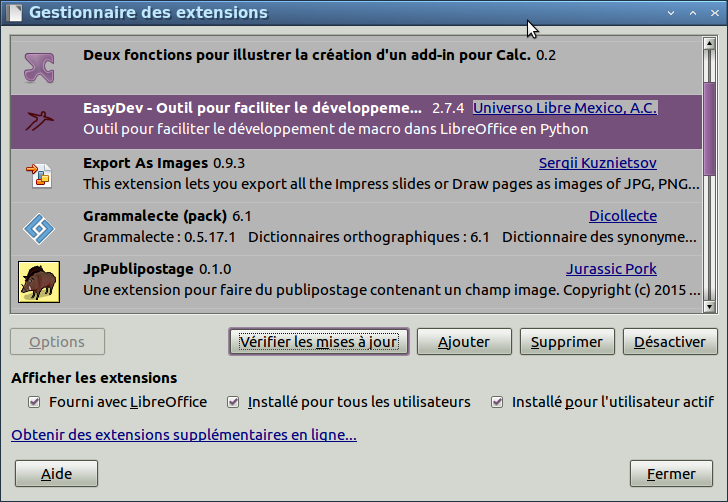 Gestionnaire des extensions
Deux fonctions pour illustrer la création d'un add-in pour Calc. 0.2
EasyDev - Outil pour faciliter le développeme... 2.7.4 Universo Libre Mexico, A.C.
Outil pour faciliter le développement de macro dans LibreOffice en Python
Export As Images 0.9.3 Sergii Kuznietsov
This extension lets you export all the Impress slides or Draw pages as images of JPG, PNG...
Grammalecte (pack) 6.1 Dicollecte
Grammalecte : 0.5.17.1 Dictionnaires orthographiques : 6.1 Dictionnaire des synonyme...
JpPublipostage 0.1.0 Jurassic Pork
Une extension pour faire du publipostage contenant un champ image. Copyright (c) 2015 ...
Options Vérifier les mises à jour Ajouter Supprimer Désactiver
Afficher les extensions
Fourni avec LibreOffice Installé pour tous les utilisateurs Installé pour l'utilisateur actif
Obtenir des extensions supplémentaires en ligne...
Aide Fermer